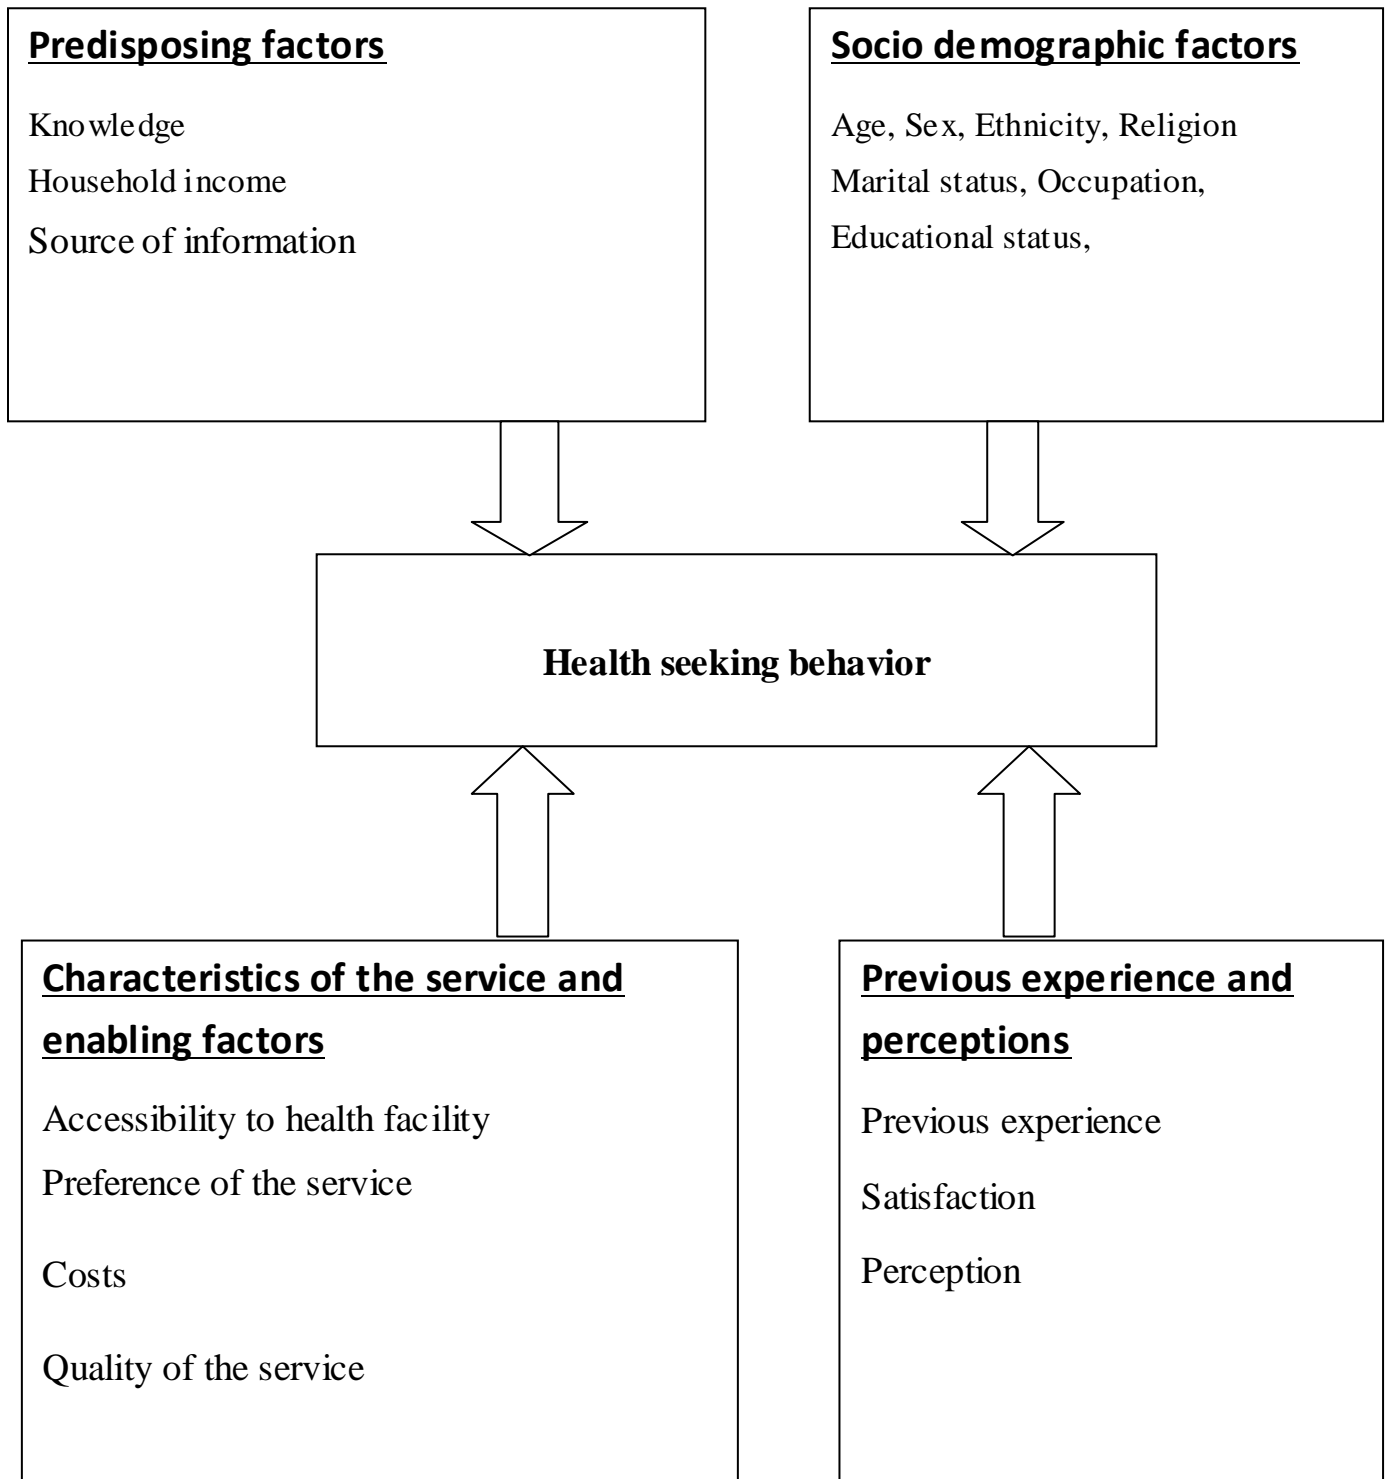 Predisposing factors
Knowledge
Household income
Source of information
Socio demographic factors
Age, Sex, Ethnicity, Religion
Marital status, Occupation,
Educational status,
Health seeking behavior
Characteristics of the service and
enabling factors
Accessibility to health facility
Preference of the service
Costs
Quality of the service
Previous experience and
perceptions
Previous experience
Satisfaction
Perception